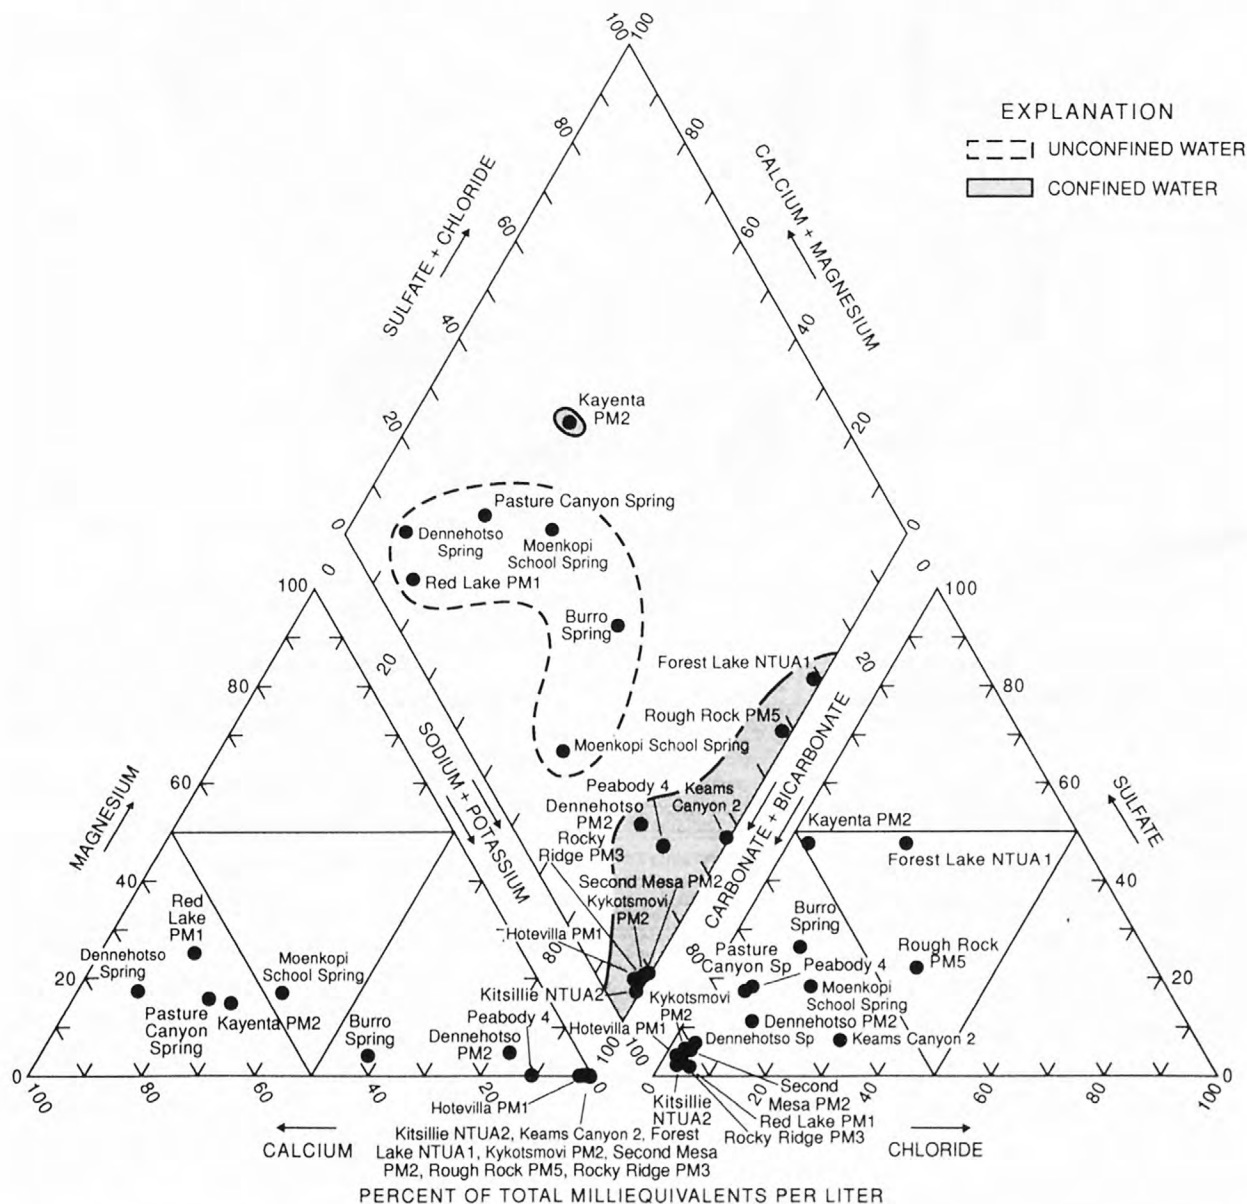 100 100
EXPLANATION
UNCONFINED WATER
CONFINED WATER
80
80
SULFATE + CHLORIDE
CALCIUM + MAGNESIUM
60
60
40
40
20
20
Kayenta
PM2
Pasture Canyon Spring
Dennehotso
Spring
Moenkopi
School Spring
0
0
Red Lake PM1
100
0
0
100
Burro
Spring
Forest Lake NTUA1
20
20
80
80
Rough Rock PM5
Moenkopi School Spring
SODIUM + POTASSIUM
CARBONATE + BICARBONATE
MAGNESIUM
SULFATE
60
60
Peabody 4
Keams
Canyon 2
Dennehotso
PM2
Rocky
Ridge PM3
Kayenta PM2
Forest Lake NTUA1
40
40
Second Mesa PM2
Kykotsmovi
PM2
Hotevilla PM1
Red
Lake
PM1
Burro
Spring
Dennehotso
Spring
Moenkopi
School Spring
80
80
Pasture
Canyon Sp
Peabody 4
Rough Rock
PM5
20
20
Kitsillie NTUA2
Kykotsmovi
PM2
Moenkopi
School Spring
Pasture
Canyon
Spring
Kayenta PM2
Burro
Spring
Peabody 4
Dennehotso
PM2
Hotevilla PM1
Dennehotso PM2
Dennehotso Sp
Keams Canyon 2
100
100
0
0
0
0
100
80
60
40
20
20
40
60
80
100
Hotevilla PM1
Kitsillie
NTUA2
Second
Mesa PM2
Red Lake PM1
Rocky Ridge PM3
Kitsillie NTUA2, Keams Canyon 2, Forest
Lake NTUA1, Kykotsmovi PM2, Second Mesa
PM2, Rough Rock PM5, Rocky Ridge PM3
CALCIUM
CHLORIDE
PERCENT OF TOTAL MILLIEQUIVALENTS PER LITER